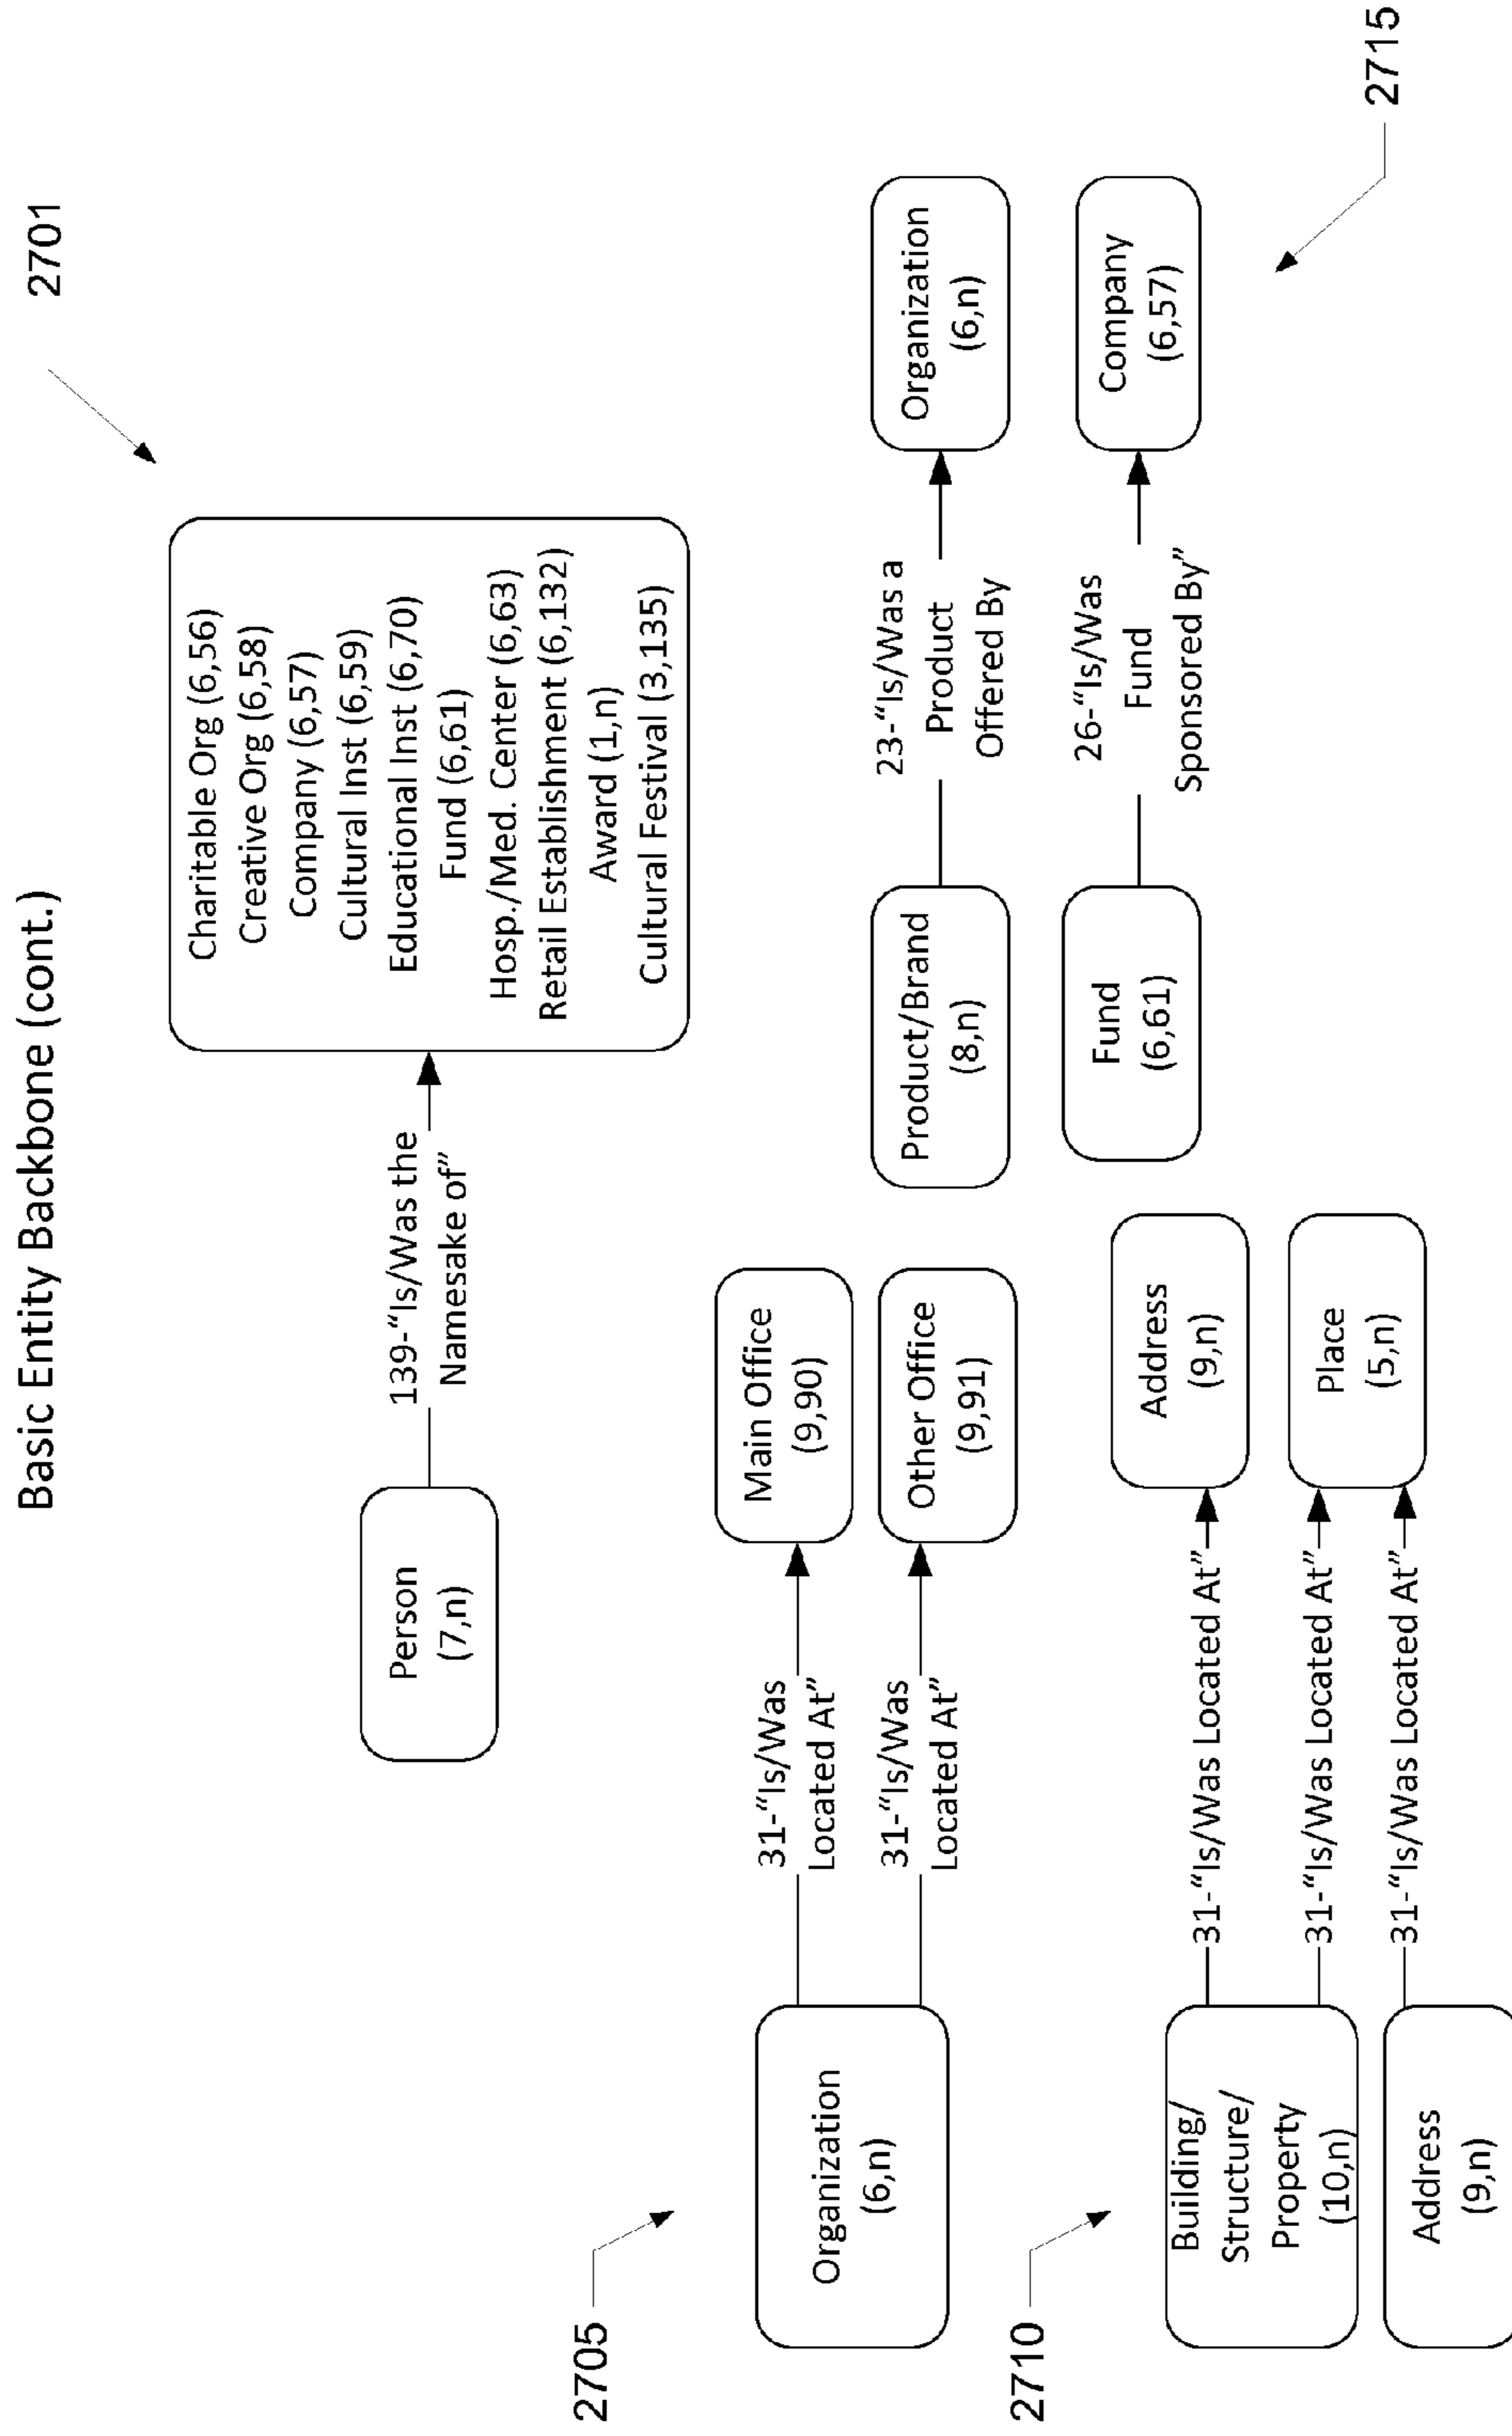 Basic Entity Backbone (cont.)
2701
Person
(7,n)
139-“Is/Was the
Namesake of”
Charitable Org (6,56)
Creative Org (6,58)
Company (6,57)
Cultural Inst (6,59)
Educational Inst (6,70)
Fund (6,61)
Hosp./Med. Center (6,63)
Retail Establishment (6,132)
Award (1,n)
Cultural Festival (3,135)
2705
Organization
(6,n)
31-“Is/Was
Located At”
31-“Is/Was
Located At”
Main Office
(9,90)
Other Office
(9,91)
2710
Building/
Structure/
Property
(10,n)
Address
(9,n)
31-“Is/Was Located At”
31-“Is/Was Located At”
31-“Is/Was Located At”
Address
(9,n)
Place
(5,n)
Product/Brand
(8,n)
23-“Is/Was a
Product
Offered By
Organization
(6,n)
Fund
(6,61)
26-“Is/Was
Fund
Sponsored By”
Company
(6,57)
2715